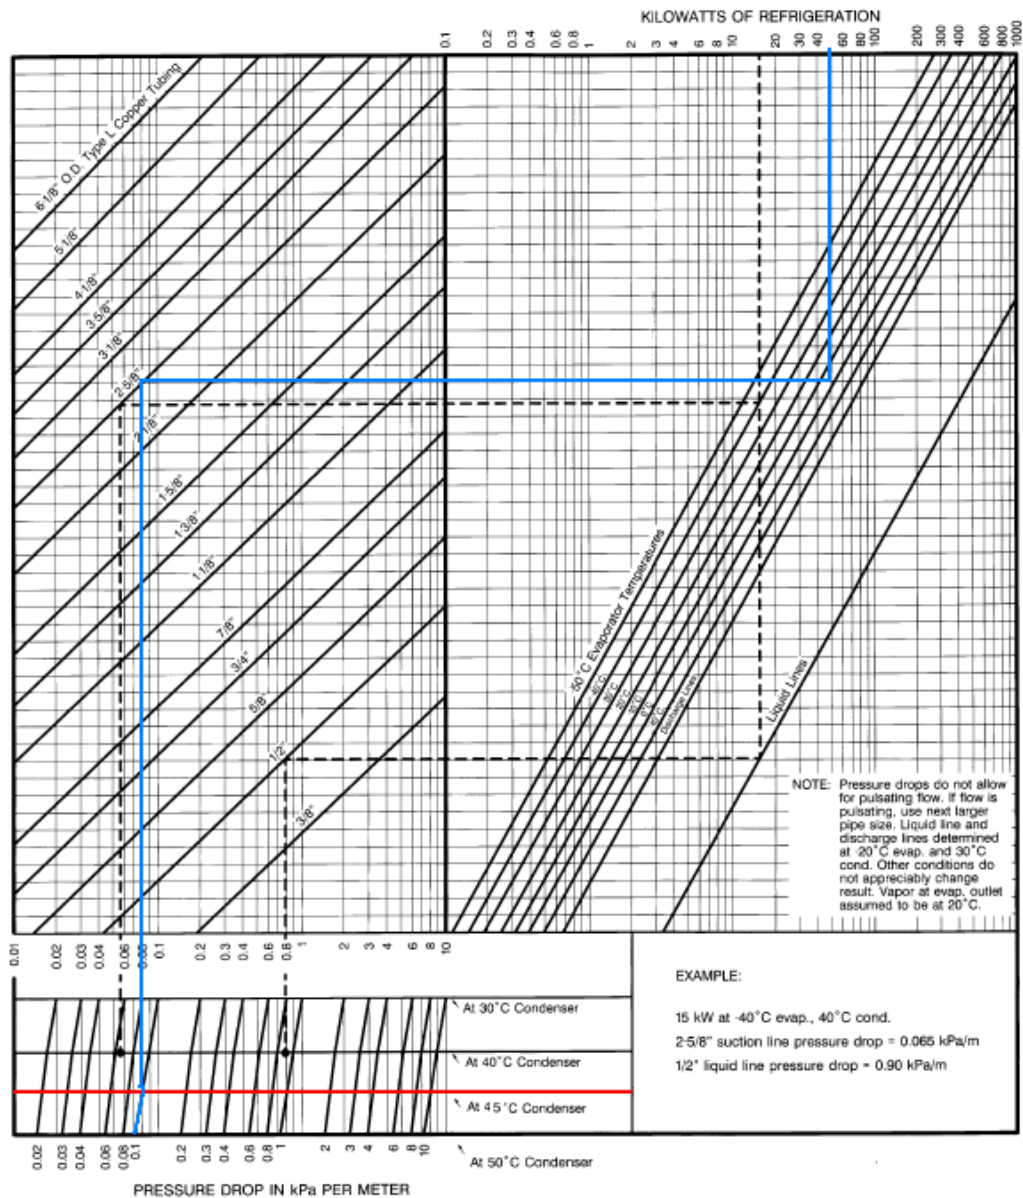 KILOWATTS OF REFRIGERATION
0.1 0.2 0.3 0.4 0.6 0.8 1 2 3 4 6 8 10 20 30 40 60 80 100 200 300 400 600 800 1000
6-1/8" O.D. Type L Copper Tubing
5-1/8"
4-1/8"
3-5/8"
3-1/8"
2-5/8"
2-1/8"
1-5/8"
1-3/8"
1-1/8"
7/8"
3/4"
5/8"
1/2"
3/8"
50°C Evaporator Temperatures
Discharge Lines
Liquid Lines
NOTE: Pressure drops do not allow
for pulsating flow. If flow is
pulsating, use next larger
pipe size. Liquid line and
discharge lines determined
at -20°C evap. and 30°C
cond. Other conditions do
not appreciably change
result. Vapor at evap. outlet
assumed to be at 20°C.
0.01 0.02 0.03 0.04 0.06 0.1 0.2 0.3 0.4 0.6 0.8 1 2 3 4 6 8 10
At 30°C Condenser
At 40°C Condenser
At 45°C Condenser
At 50°C Condenser
EXAMPLE:
15 kW at -40°C evap., 40°C cond.
2-5/8" suction line pressure drop = 0.065 kPa/m
1/2" liquid line pressure drop = 0.90 kPa/m
0.02 0.03 0.04 0.06 0.08 0.1 0.2 0.3 0.4 0.6 0.8 1 2 3 4 6 8 10
PRESSURE DROP IN kPa PER METER